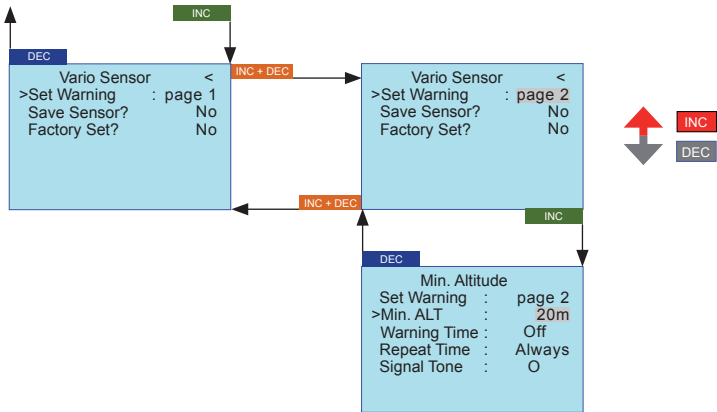 INC
DEC
Vario Sensor <
>Set Warning : page 1
Save Sensor? No
Factory Set? No
INC + DEC
Vario Sensor <
>Set Warning : page 2
Save Sensor? No
Factory Set? No
INC
DEC
INC + DEC
INC
DEC
Min. Altitude
Set Warning : page 2
>Min. ALT : 20m
Warning Time : Off
Repeat Time : Always
Signal Tone : O